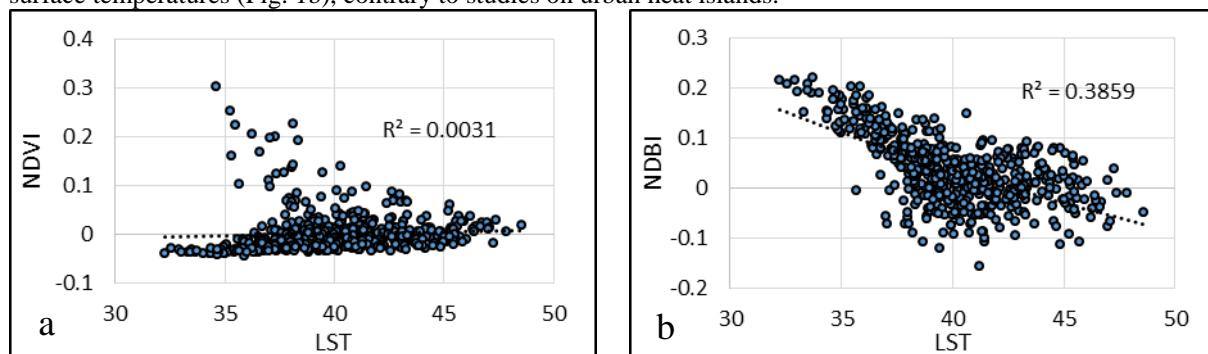 surface temperatures (Fig. 1b), contrary to studies on urban heat islands.
0.4
0.3
0.2
0.1
0
-0.1
NDVI
R² = 0.0031
30 35 40 45 50
LST
a
0.3
0.2
0.1
0
-0.1
-0.2
NDBI
R² = 0.3859
30 35 40 45 50
LST
b